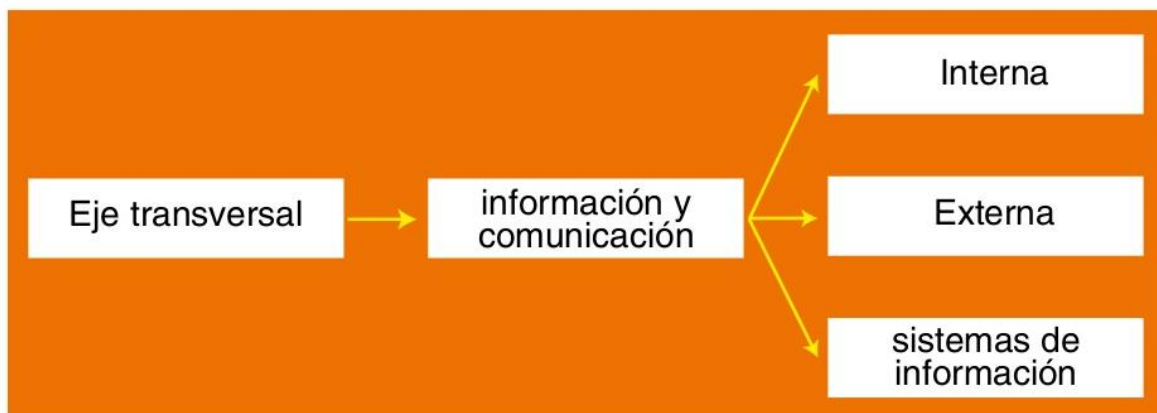 Eje transversal
información y
comunicación
Interna
Externa
sistemas de
información